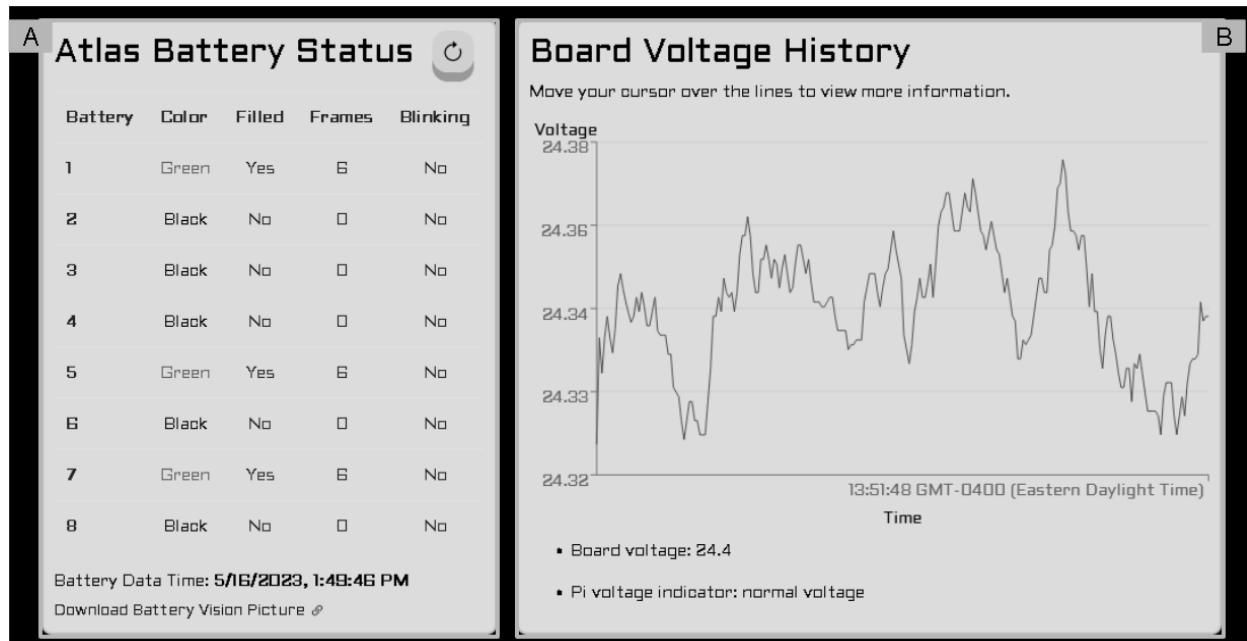 A
Atlas Battery Status
Battery Color Filled Frames Blinking
1 Green Yes 6 No
2 Black No 0 No
3 Black No 0 No
4 Black No 0 No
5 Green Yes 6 No
6 Black No 0 No
7 Green Yes 6 No
8 Black No 0 No
Battery Data Time: 5/16/2023, 1:49:46 PM
Download Battery Vision Picture
B
Board Voltage History
Move your cursor over the lines to view more information.
Voltage
24.38
24.36
24.34
24.33
24.32
13:51:48 GMT-0400 (Eastern Daylight Time)
Time
• Board voltage: 24.4
• Pi voltage indicator: normal voltage